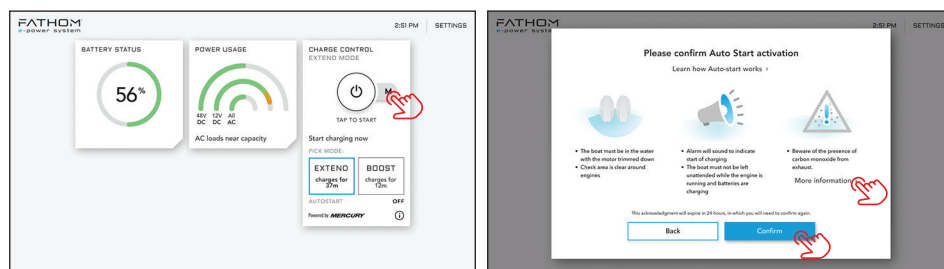 FATHOM
e-power system
2:51 PM SETTINGS
BATTERY STATUS
56%
POWER USAGE
48V 12V All
DC DC AC
AC loads near capacity
CHARGE CONTROL
EXTEND MODE
M
TAP TO START
Start charging now
PICK MODE:
EXTEND
charges for
37m
BOOST
charges for
12m
AUTOSTART OFF
Powered by MERCURY
FATHOM
e-power syste
2:51 PM SETTINGS
Please confirm Auto Start activation
Learn how Auto-start works ›
• The boat must be in the water
with the motor trimmed down
• Check area is clear around
engines
• Alarm will sound to indicate
start of charging
• The boat must not be left
unattended while the engine is
running and batteries are
charging
• Beware of the presence of
carbon monoxide from
exhaust.
More information
This acknowledgment will expire in 24 hours, in which you will need to confirm again.
Back
Confirm